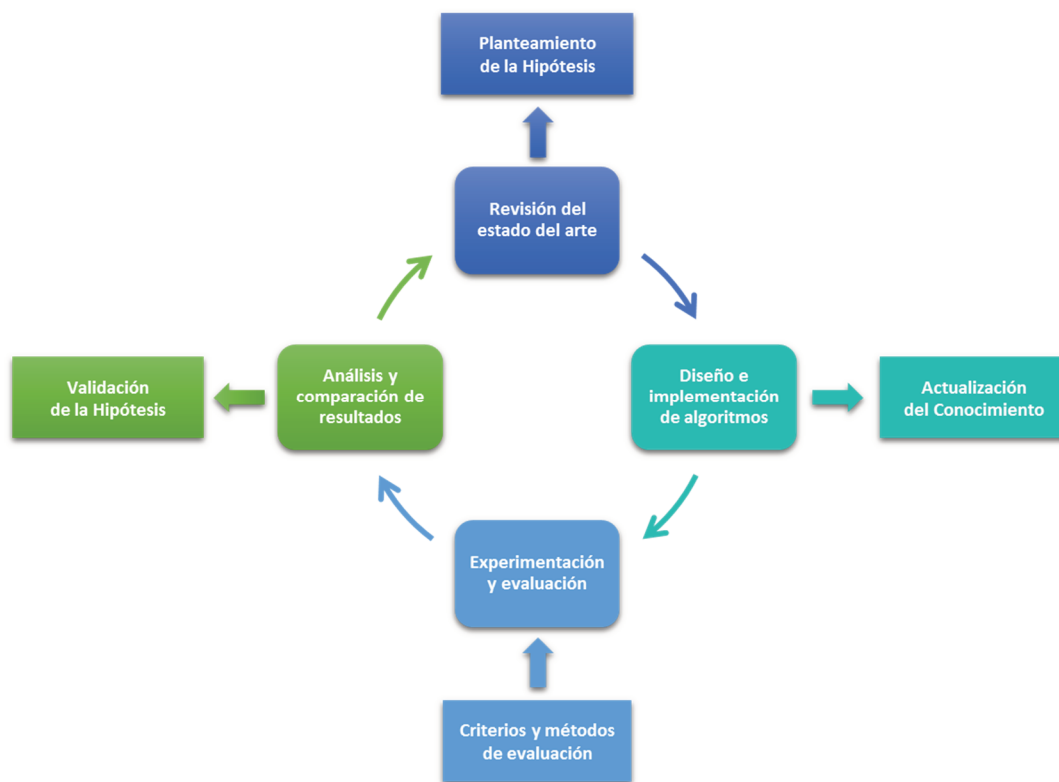 Planteamiento
de la Hipótesis
Revisión del
estado del arte
Validación
de la Hipótesis
Análisis y
comparación de
resultados
Diseño e
implementación
de algoritmos
Actualización
del Conocimiento
Experimentación
y evaluación
Criterios y métodos
de evaluación